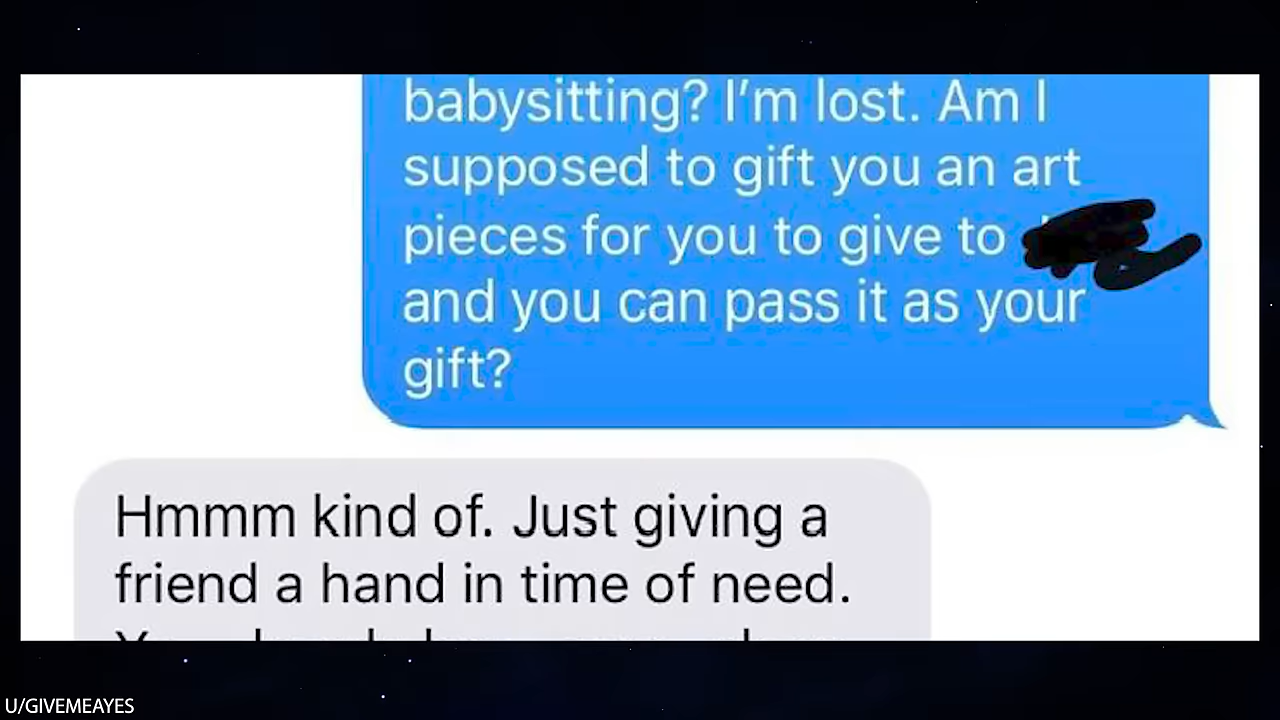 babysitting? I'm lost. Am I
supposed to gift you an art
pieces for you to give to
and you can pass it as your
gift?
Hmmm kind of. Just giving a
friend a hand in time of need.
U/GIVEMEAYES